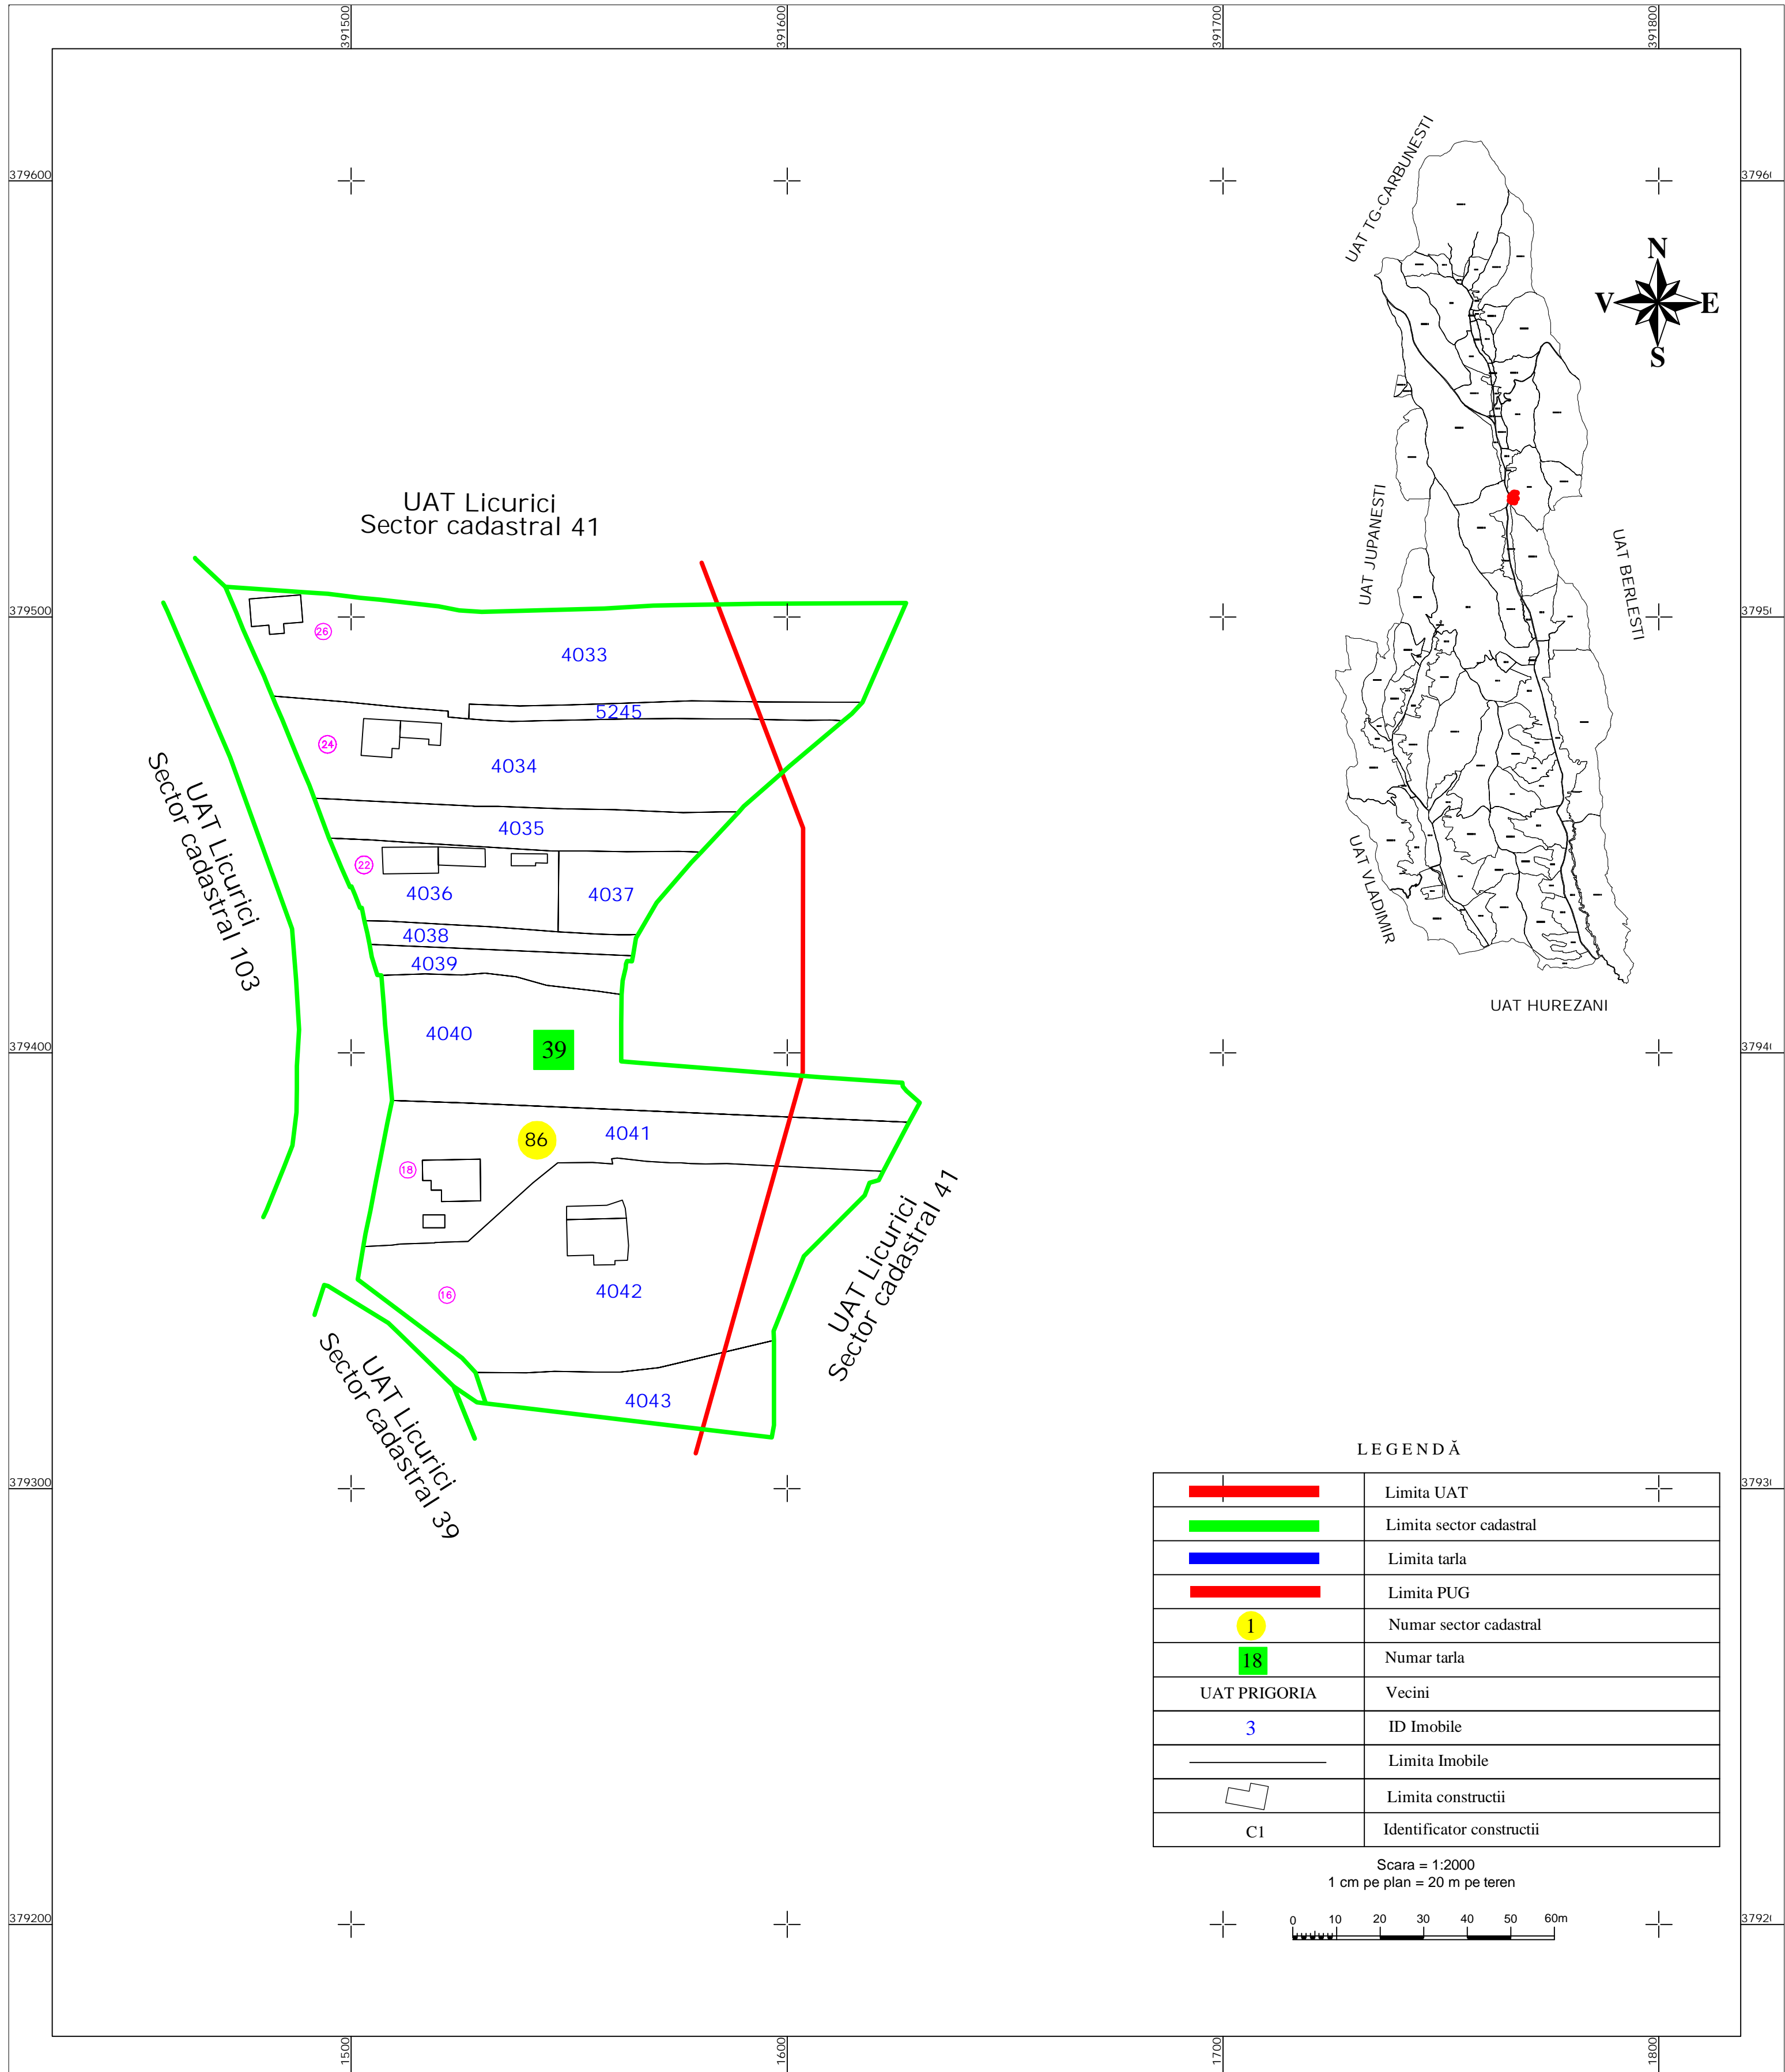 391500
391600
391700
391800
379600
3796
UAT TG-CARBUNESTI
N
V
E
S
UAT JUPANESTI
UAT BERLESTI
UAT VLADIMIR
UAT HUREZANI
UAT Licurici
Sector cadastral 41
379500
3795
26
4033
5245
24
4034
4035
22
4036
4037
4038
4039
UAT Licurici
Sector cadastral 103
379400
3794
4040
39
86
4041
18
4042
16
4043
UAT Licurici
Sector cadastral 41
UAT Licurici
Sector cadastral 39
379300
3793
LEGENDĂ
Limita UAT
Limita sector cadastral
Limita tarla
Limita PUG
1 Numar sector cadastral
18 Numar tarla
UAT PRIGORIA Vecini
3 ID Imobile
Limita Imobile
Limita constructii
C1 Identificator constructii
Scara = 1:2000
1 cm pe plan = 20 m pe teren
0 10 20 30 40 50 60m
379200
3792
1500
1600
1700
1800